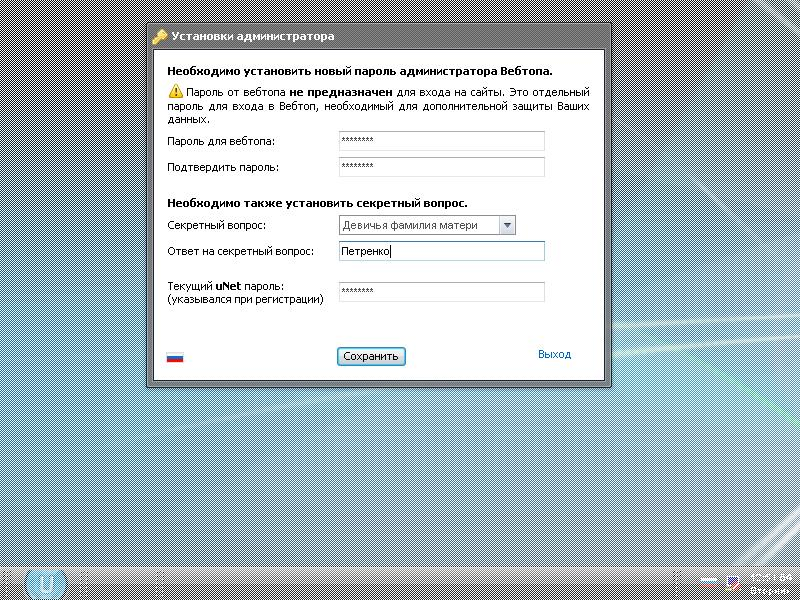 Установки администратора
Необходимо установить новый пароль администратора Вебтопа.
Пароль от вебтопа не предназначен для входа на сайты. Это отдельный
пароль для входа в Вебтоп, необходимый для дополнительной защиты Ваших
данных.
Пароль для вебтопа: ********
Подтвердить пароль: ********
Необходимо также установить секретный вопрос.
Секретный вопрос: Девичья фамилия матери
Ответ на секретный вопрос: Петренко
Текущий uNet пароль: ********
(указывался при регистрации)
Сохранить Выход
U